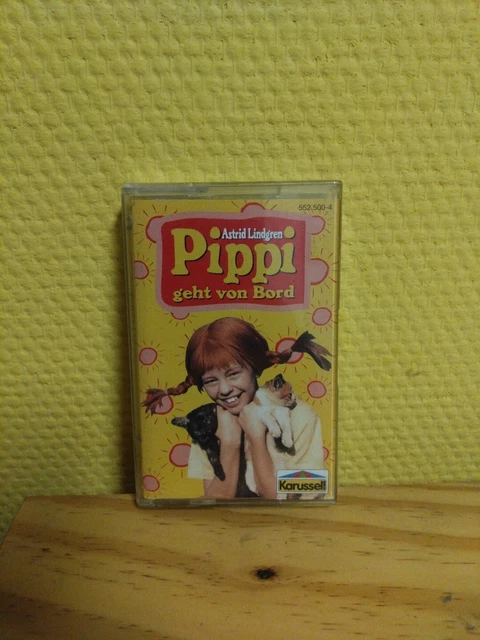 552 500-4
Astrid Lindgren
Pippi
geht von Bord
Karussell